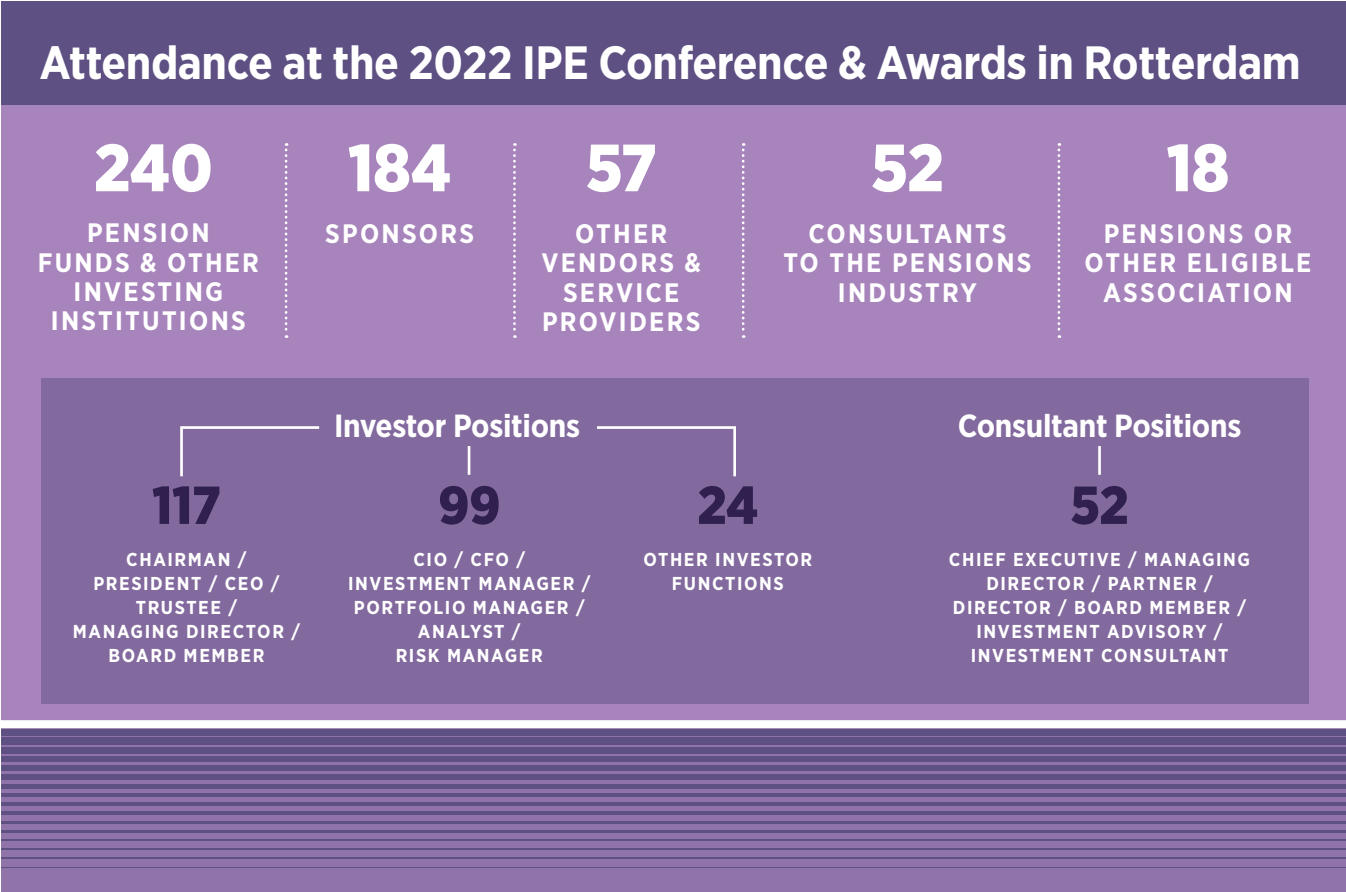 Attendance at the 2022 IPE Conference & Awards in Rotterdam
240
PENSION
FUNDS & OTHER
INVESTING
INSTITUTIONS
184
SPONSORS
57
OTHER
VENDORS &
SERVICE
PROVIDERS
52
CONSULTANTS
TO THE PENSIONS
INDUSTRY
18
PENSIONS OR
OTHER ELIGIBLE
ASSOCIATION
Investor Positions
117
CHAIRMAN /
PRESIDENT / CEO /
TRUSTEE /
MANAGING DIRECTOR /
BOARD MEMBER
99
CIO / CFO /
INVESTMENT MANAGER /
PORTFOLIO MANAGER /
ANALYST /
RISK MANAGER
24
OTHER INVESTOR
FUNCTIONS
Consultant Positions
52
CHIEF EXECUTIVE / MANAGING
DIRECTOR / PARTNER /
DIRECTOR / BOARD MEMBER /
INVESTMENT ADVISORY /
INVESTMENT CONSULTANT